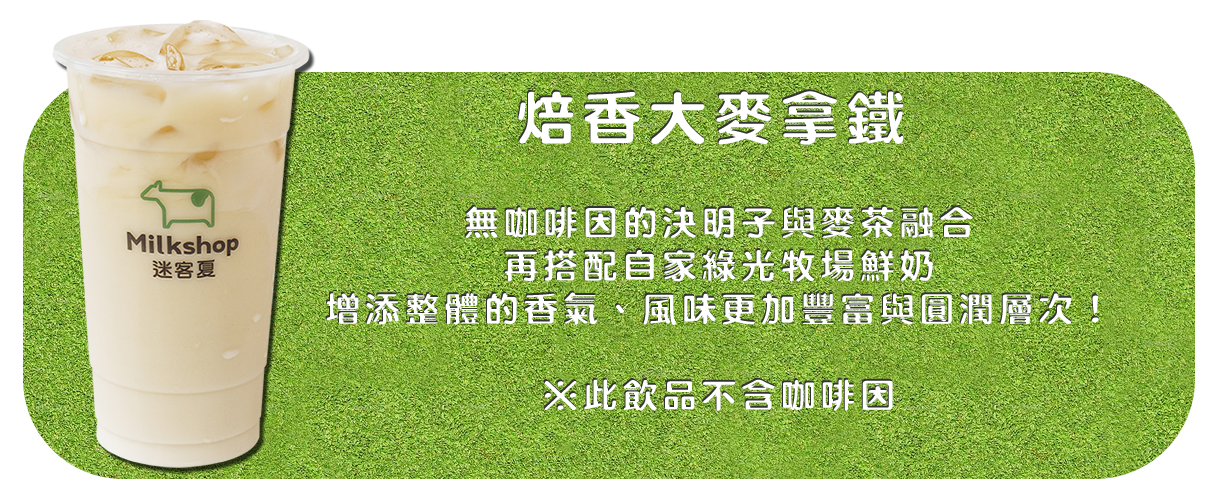 焙香大麥拿鐵
無咖啡因的決明子與麥茶融合
再搭配自家綠光牧場鮮奶
增添整體的香氣、風味更加豐富與圓潤層次！
※此飲品不含咖啡因
Milkshop
迷客夏